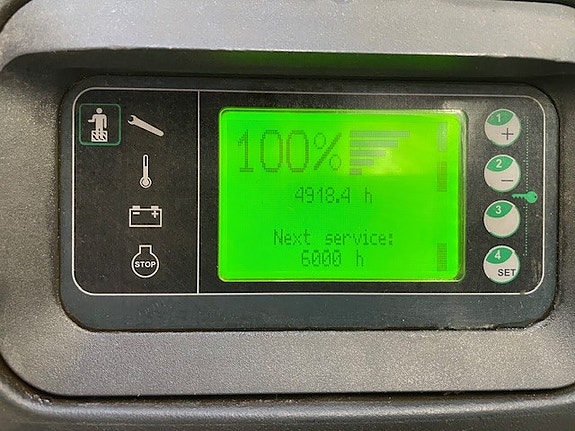 100%
4918.4 h
Next service:
6000 h
STOP
1
+
2
−
3
4
SET